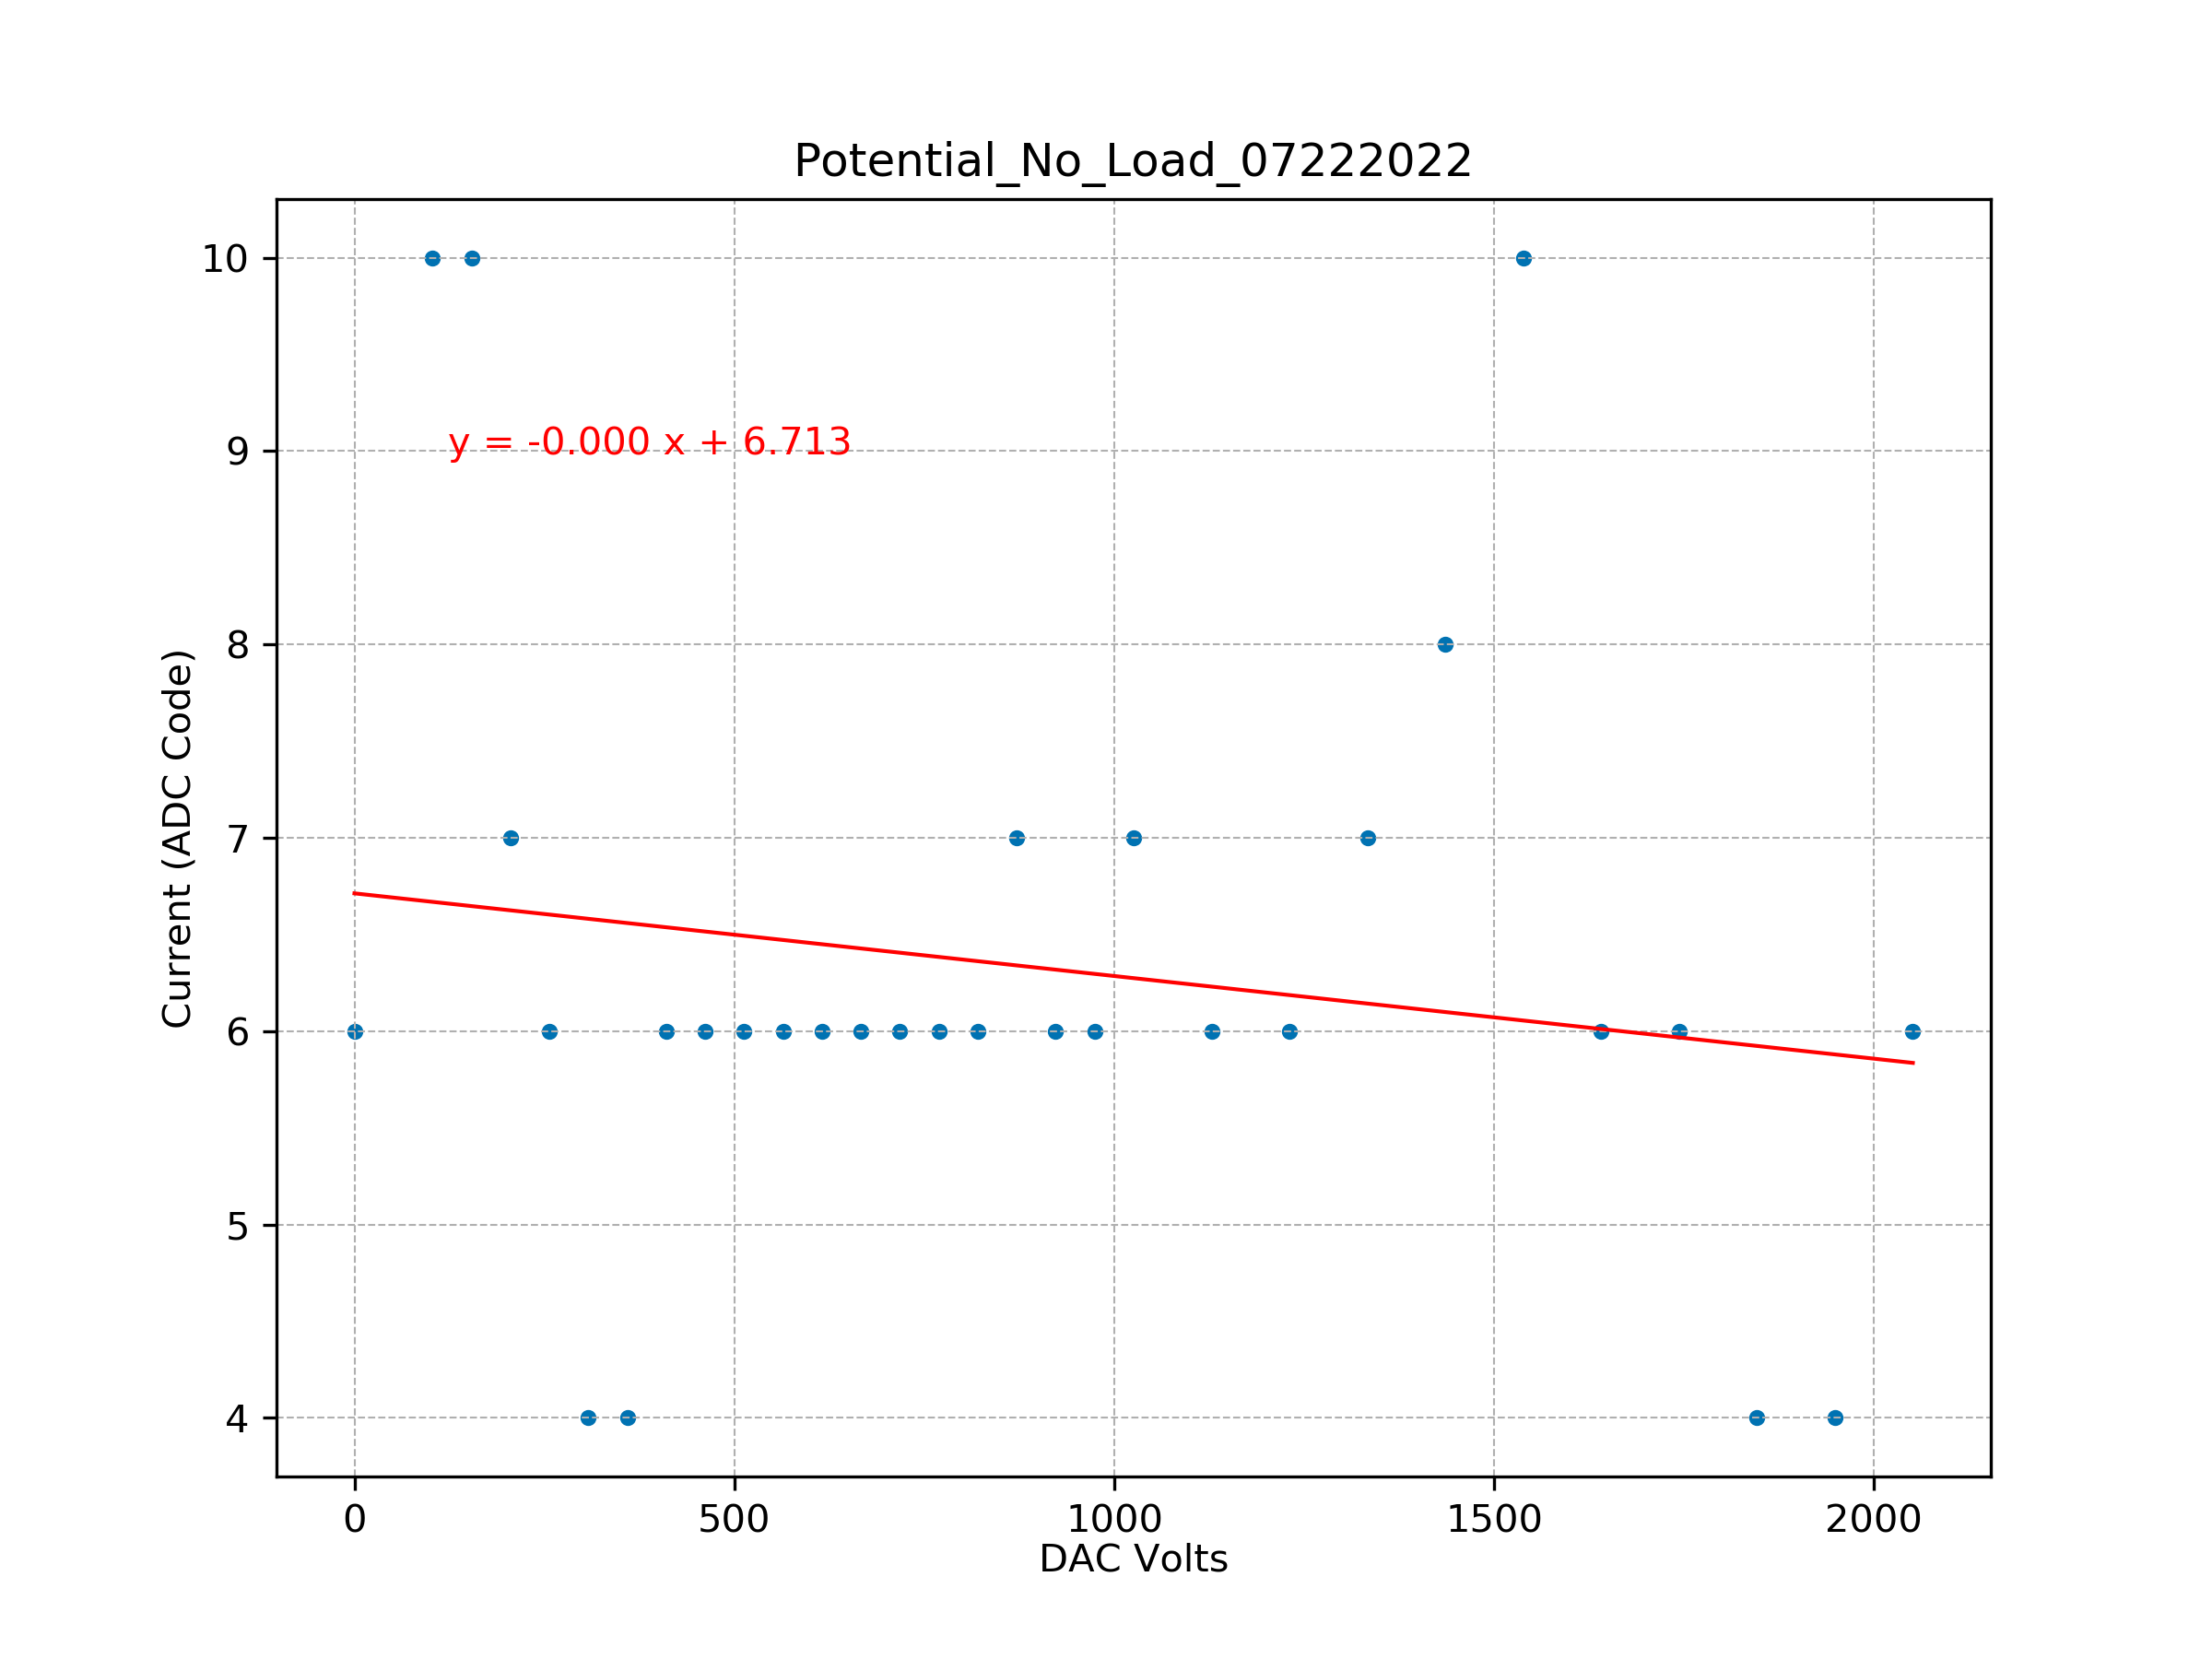 Potential_No_Load_07222022
10
9
8
7
6
5
4
y = -0.000 x + 6.713
Current (ADC Code)
0 500 1000 1500 2000
DAC Volts